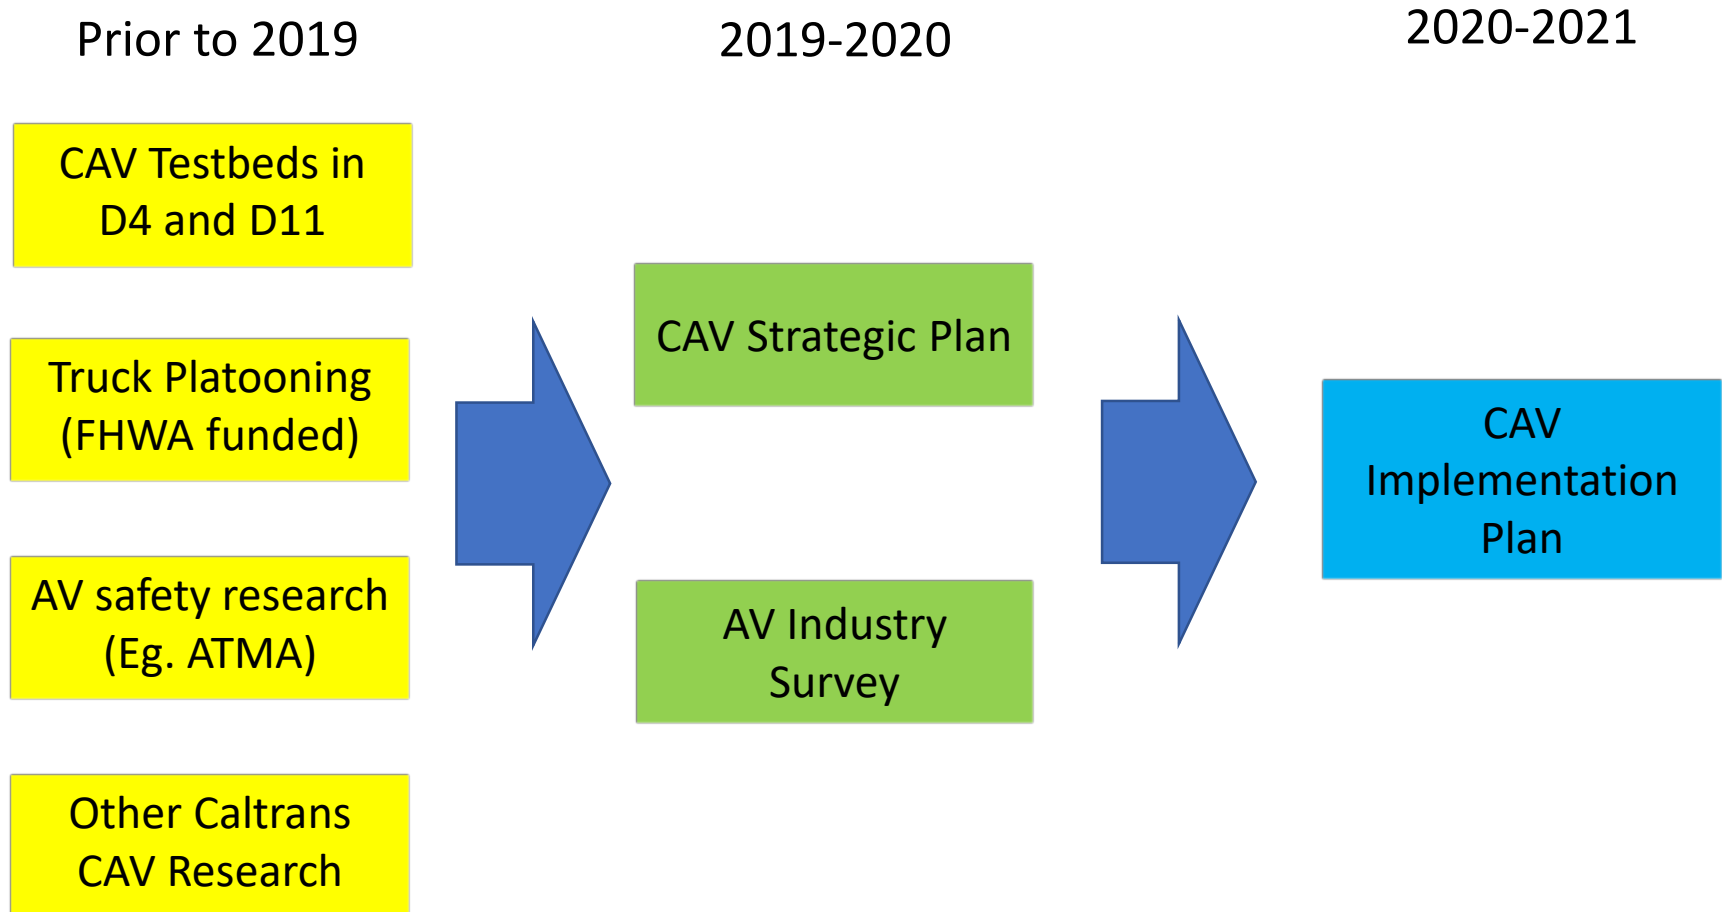 Prior to 2019
2019-2020
2020-2021
CAV Testbeds in
D4 and D11
Truck Platooning
(FHWA funded)
AV safety research
(Eg. ATMA)
Other Caltrans
CAV Research
CAV Strategic Plan
AV Industry
Survey
CAV
Implementation
Plan